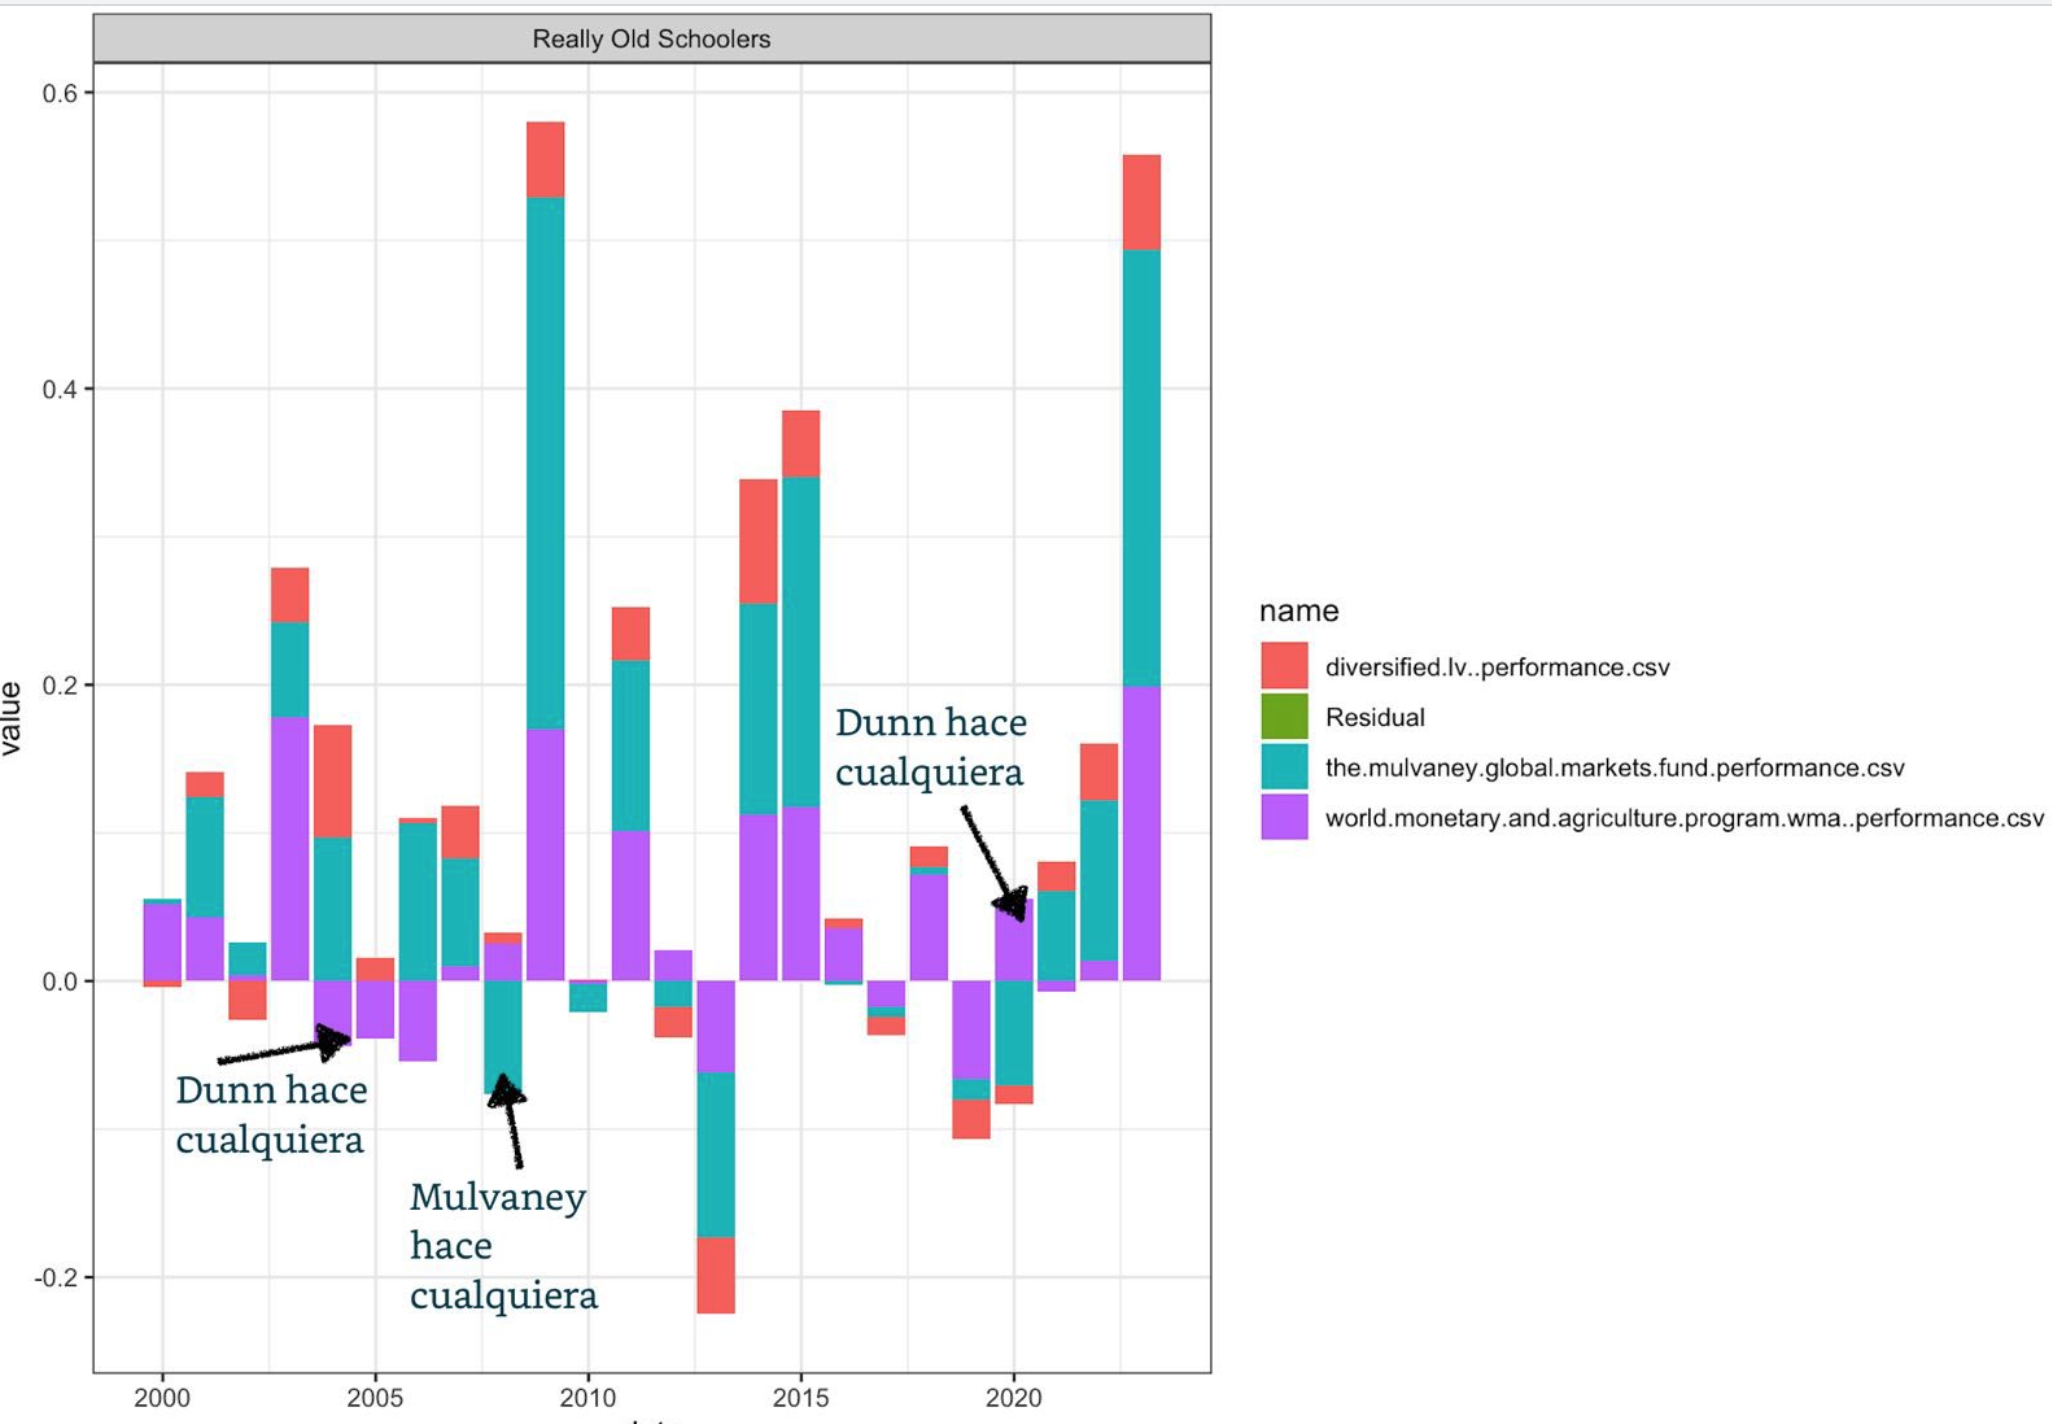 Really Old Schoolers
0.6
0.4
0.2
0.0
-0.2
value
Dunn hace
cualquiera
Dunn hace
cualquiera
Mulvaney
hace
cualquiera
2000
2005
2010
2015
2020
name
diversified.lv..performance.csv
Residual
the.mulvaney.global.markets.fund.performance.csv
world.monetary.and.agriculture.program.wma..performance.csv